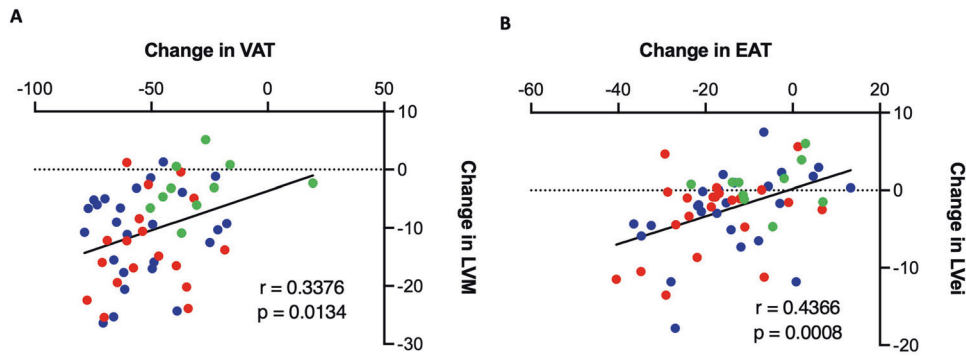 A
Change in VAT
-100 -50 0 50
10
0
-10
-20
-30
Change in LVM
r = 0.3376
p = 0.0134
B
Change in EAT
-60 -40 -20 0 20
10
0
-10
-20
Change in LVei
r = 0.4366
p = 0.0008